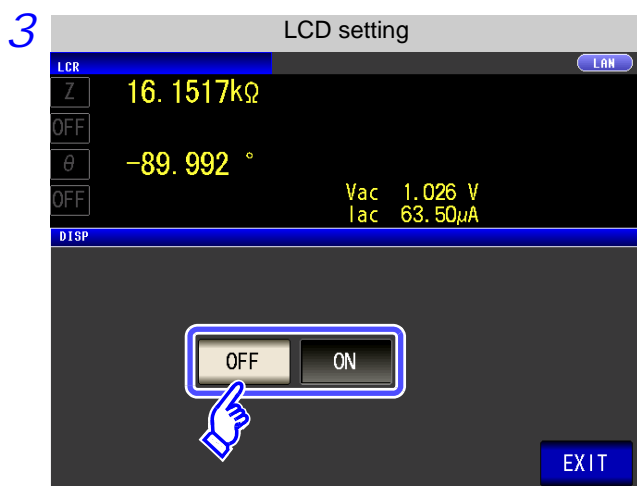 3
LCD setting
LCR
LAN
Z 16.1517kΩ
OFF
θ -89.992 °
OFF
Vac 1.026 V
Iac 63.50μA
DISP
OFF ON
EXIT